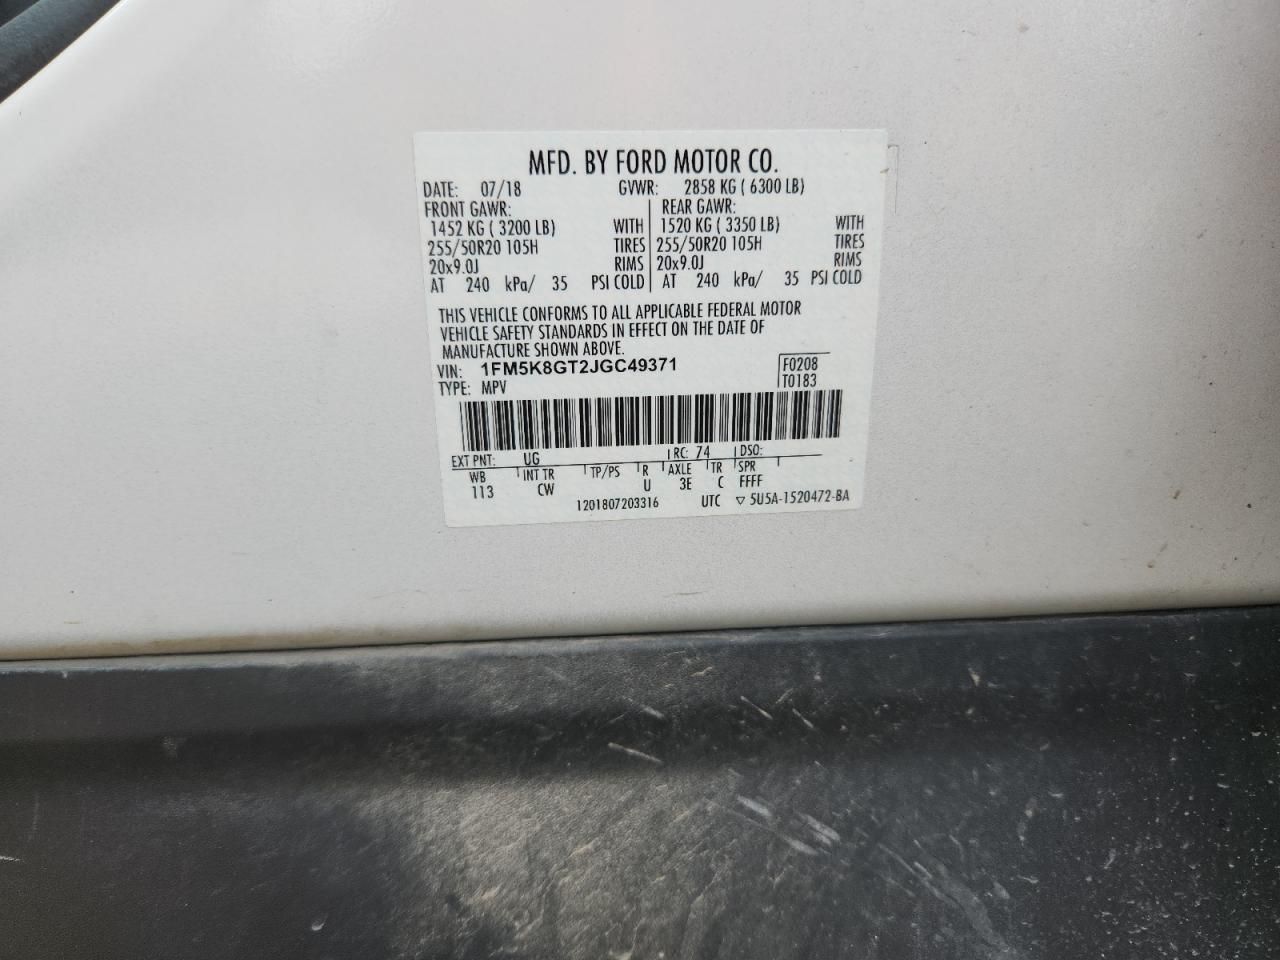 MFD. BY FORD MOTOR CO.
DATE: 07/18 GVWR: 2858 KG ( 6300 LB)
FRONT GAWR: REAR GAWR:
1452 KG ( 3200 LB) WITH 1520 KG ( 3350 LB) WITH
255/50R20 105H TIRES 255/50R20 105H TIRES
20x9.0J RIMS 20x9.0J RIMS
AT 240 kPa/ 35 PSI COLD AT 240 kPa/ 35 PSI COLD
THIS VEHICLE CONFORMS TO ALL APPLICABLE FEDERAL MOTOR
VEHICLE SAFETY STANDARDS IN EFFECT ON THE DATE OF
MANUFACTURE SHOWN ABOVE.
VIN: 1FM5K8GT2JGC49371 F0208
TYPE: MPV T0183
EXT PNT: UG RC: 74 DSO:
WB INT TR TP/PS R AXLE TR SPR
113 CW U 3E C FFFF
1201807203316 UTC ▽ 5U5A-1520472-BA